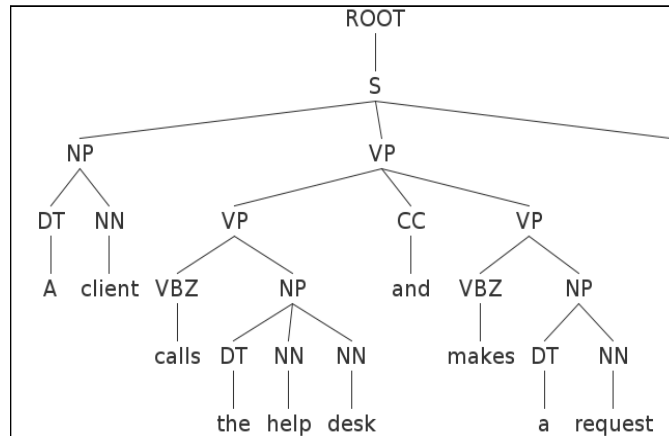 ROOT
S
NP VP
DT NN VP CC VP
A client VBZ NP and VBZ NP
calls DT NN NN makes DT NN
the help desk a request